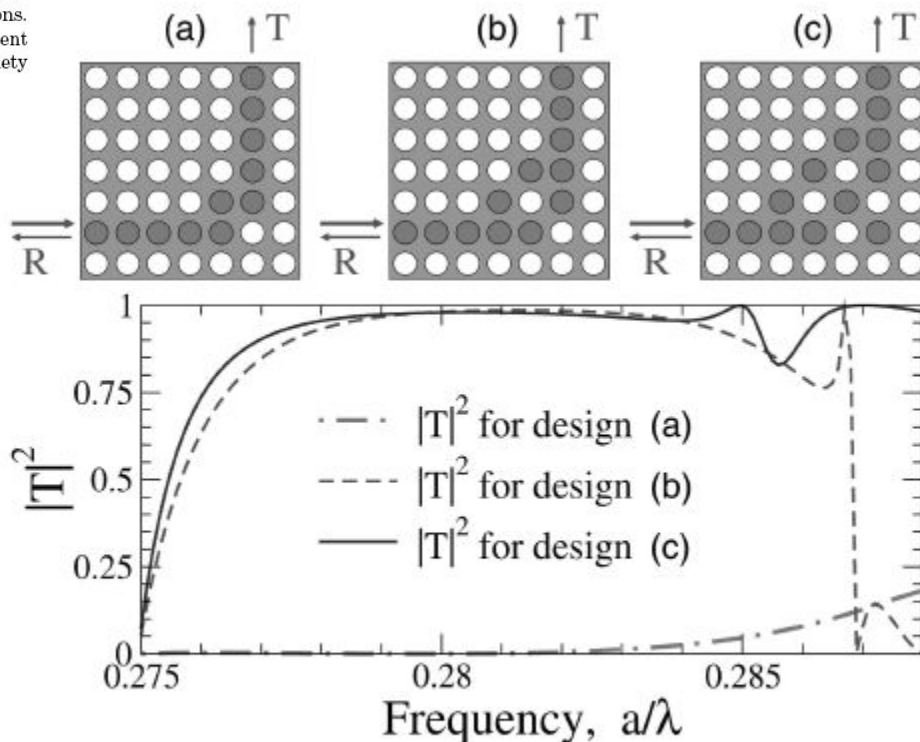 ons.
ent
iety
(a) T
(b) T
(c) T
R
R
R
1
0.75
0.5
0.25
0
|T|²
|T|² for design (a)
|T|² for design (b)
|T|² for design (c)
0.275 0.28 0.285
Frequency, a/λ